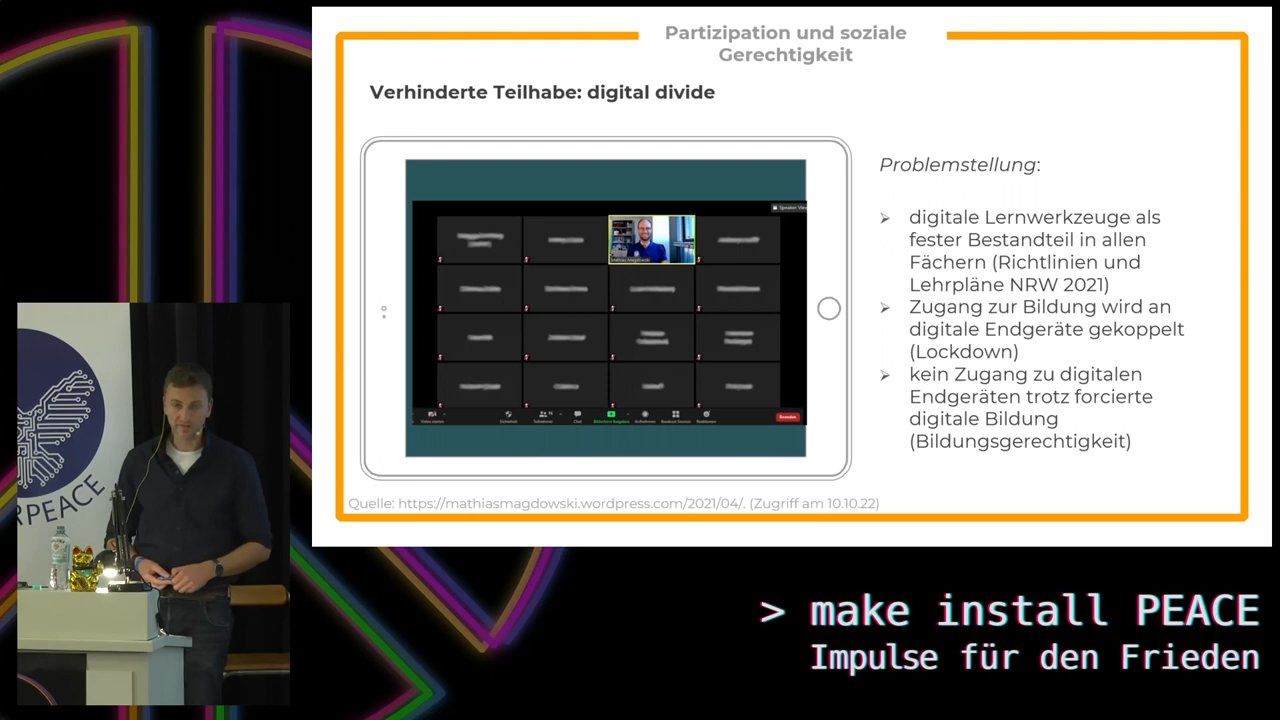 Partizipation und soziale
Gerechtigkeit
Verhinderte Teilhabe: digital divide
Speaker View
Problemstellung:
➢ digitale Lernwerkzeuge als
fester Bestandteil in allen
Fächern (Richtlinien und
Lehrpläne NRW 2021)
➢ Zugang zur Bildung wird an
digitale Endgeräte gekoppelt
(Lockdown)
➢ kein Zugang zu digitalen
Endgeräten trotz forcierte
digitale Bildung
(Bildungsgerechtigkeit)
Quelle: https://mathiasmagdowski.wordpress.com/2021/04/. (Zugriff am 10.10.22)
RPEACE
> make install PEACE
Impulse für den Frieden